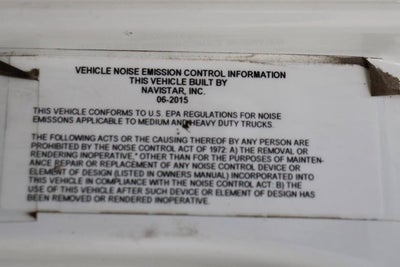 VEHICLE NOISE EMISSION CONTROL INFORMATION
THIS VEHICLE BUILT BY
NAVISTAR, INC.
06-2015
THIS VEHICLE CONFORMS TO U.S. EPA REGULATIONS FOR NOISE
EMISSONS APPLICABLE TO MEDIUM AND HEAVY DUTY TRUCKS.
THE FOLLOWING ACTS OR THE CAUSING THEREOF BY ANY PERSON ARE
PROHIBITED BY THE NOISE CONTROL ACT OF 1972: A) THE REMOVAL OR
RENDERING INOPERATIVE," OTHER THAN FOR THE PURPOSES OF MAINTEN-
ANCE REPAIR OR REPLACEMENT OF ANY NOISE CONTROL DEVICE OR
ELEMENT OF DESIGN (LISTED IN OWNERS MANUAL) INCORPORATED INTO
THIS VEHICLE IN COMPLIANCE WITH THE NOISE CONTROL ACT: B) THE
USE OF THIS VEHICLE AFTER SUCH DEVICE OR ELEMENT OF DESIGN HAS
BEEN REMOVED OR RENDERED INOPERATIVE.